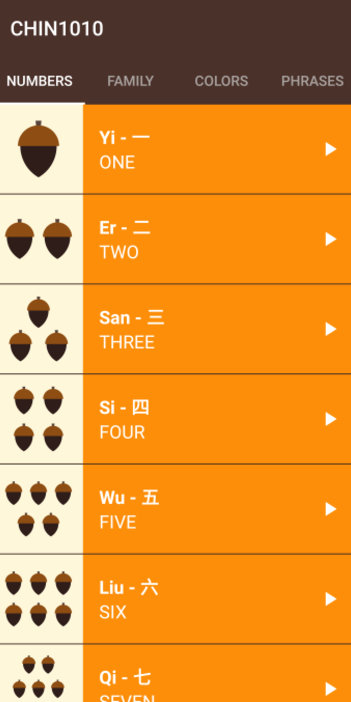 CHIN1010
NUMBERS FAMILY COLORS PHRASES
Yi - 一
ONE
Er - 二
TWO
San - 三
THREE
Si - 四
FOUR
Wu - 五
FIVE
Liu - 六
SIX
Qi - 七
SEVEN